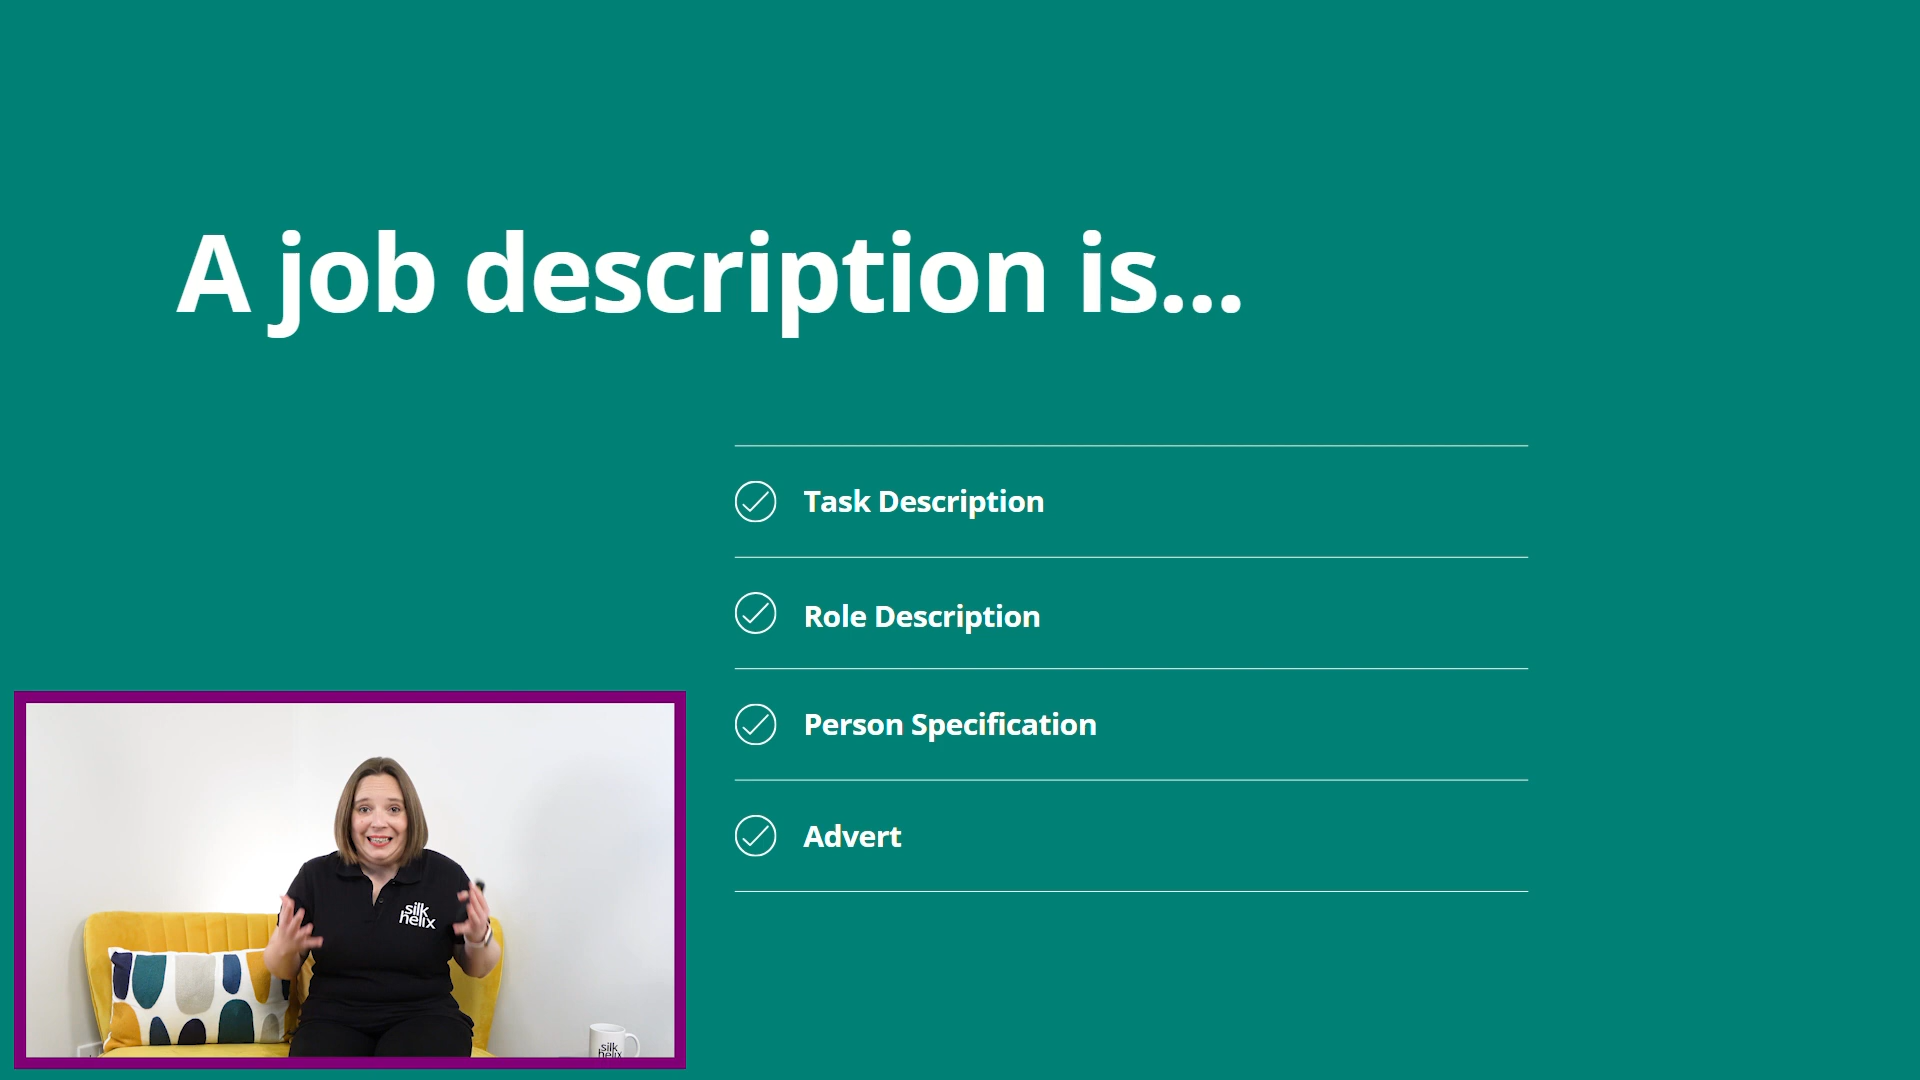 A job description is...
Task Description
Role Description
Person Specification
Advert
silk
helix
silk
helix